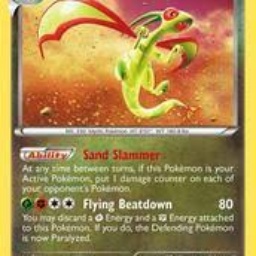 Ability Sand Slammer
At any time between turns, if this Pokémon is your
Active Pokémon, put 1 damage counter on each of
your opponent's Pokémon.
Flying Beatdown 80
You may discard a Energy and a Energy attached
to this Pokémon. If you do, the Defending Pokémon
is now Paralyzed.